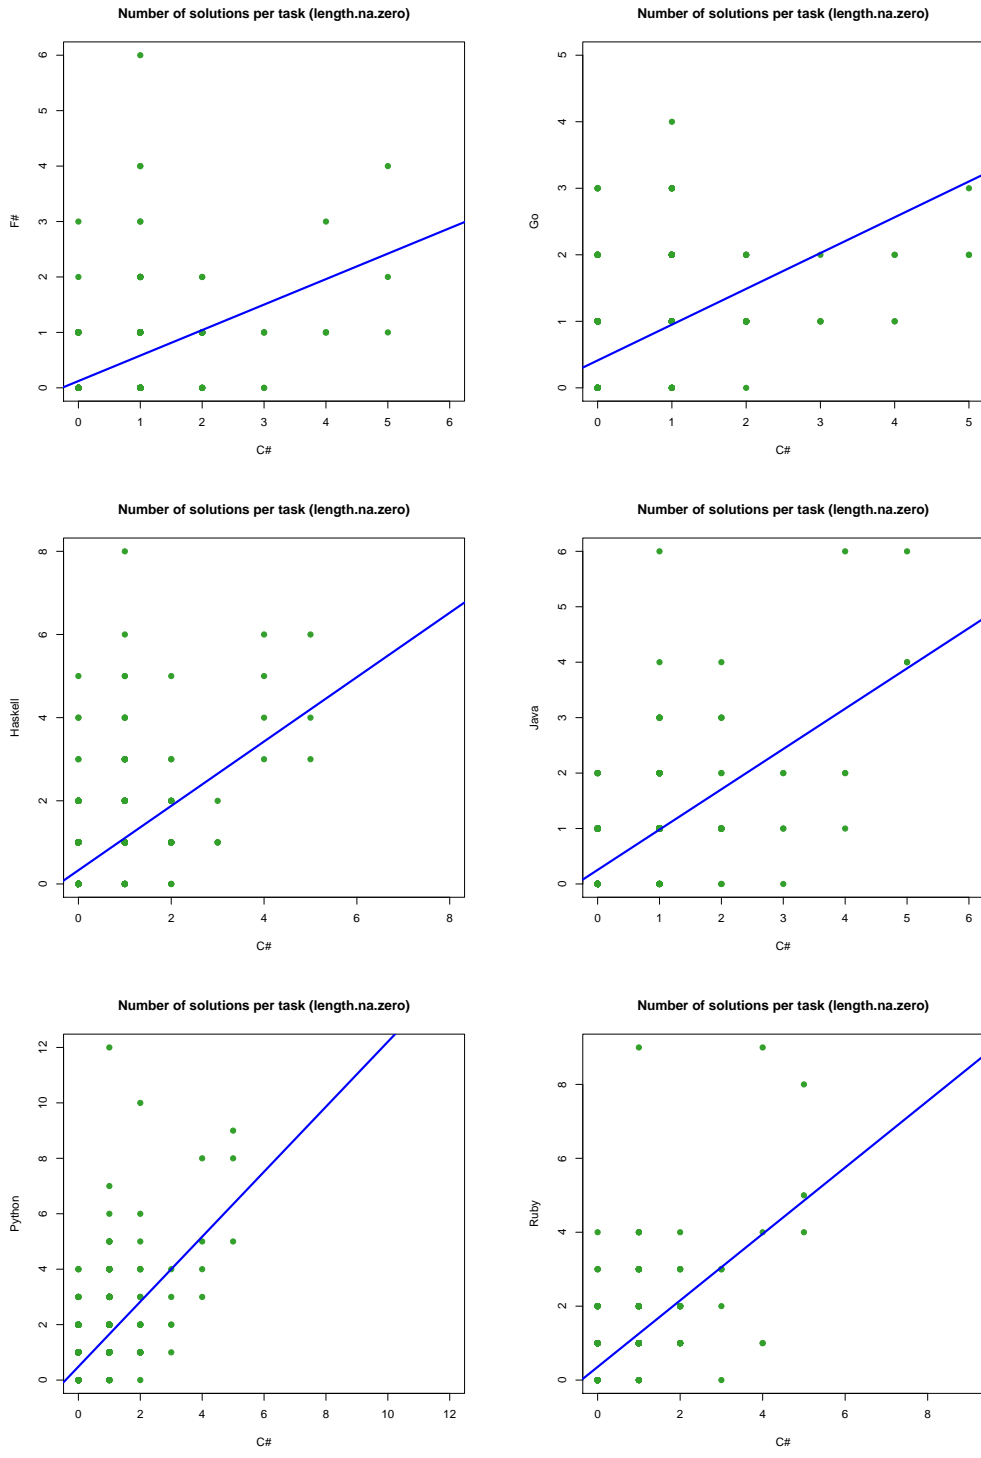 Number of solutions per task (length.na.zero)
6
5
4
3
2
1
0
F#
0 1 2 3 4 5 6
C#
Number of solutions per task (length.na.zero)
5
4
3
2
1
0
Go
0 1 2 3 4 5
C#
Number of solutions per task (length.na.zero)
8
6
4
2
0
Haskell
0 2 4 6 8
C#
Number of solutions per task (length.na.zero)
6
5
4
3
2
1
0
Java
0 1 2 3 4 5 6
C#
Number of solutions per task (length.na.zero)
12
10
8
6
4
2
0
Python
0 2 4 6 8 10 12
C#
Number of solutions per task (length.na.zero)
8
6
4
2
0
Ruby
0 2 4 6 8
C#